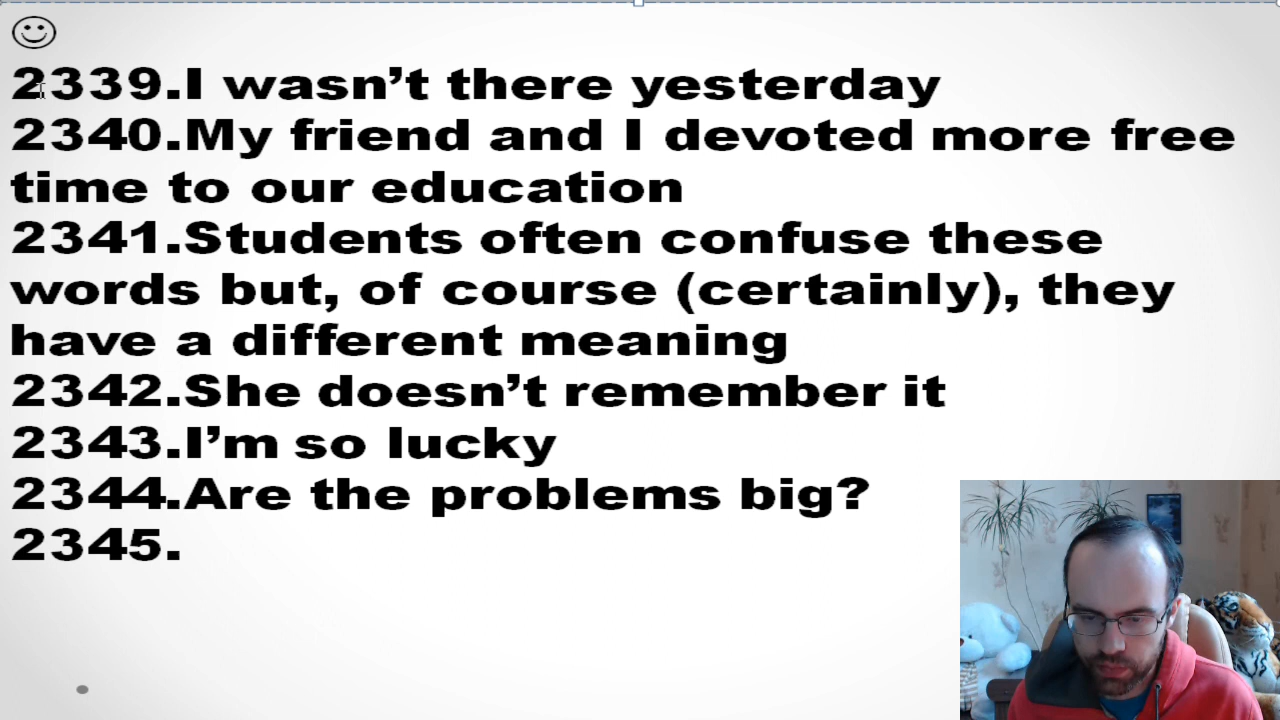 2339.I wasn’t there yesterday
2340.My friend and I devoted more free
time to our education
2341.Students often confuse these
words but, of course (certainly), they
have a different meaning
2342.She doesn’t remember it
2343.I’m so lucky
2344.Are the problems big?
2345.